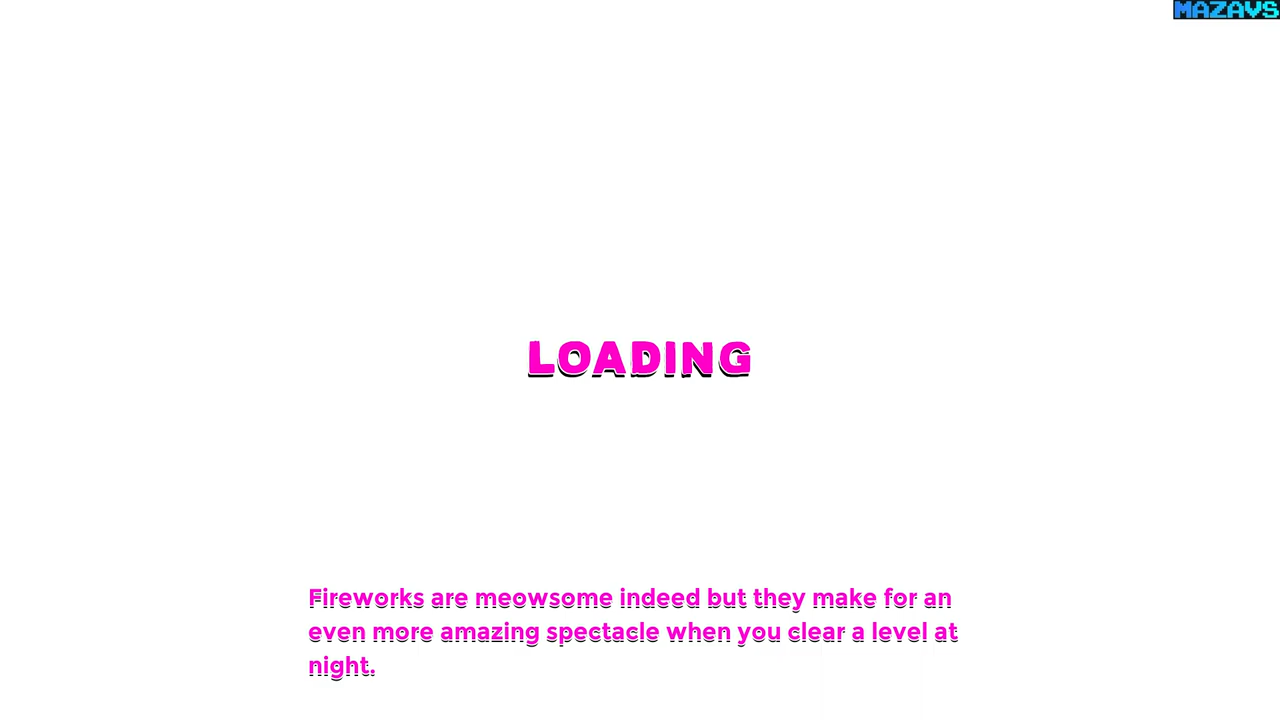 MAZAVS
LOADING
Fireworks are meowsome indeed but they make for an
even more amazing spectacle when you clear a level at
night.